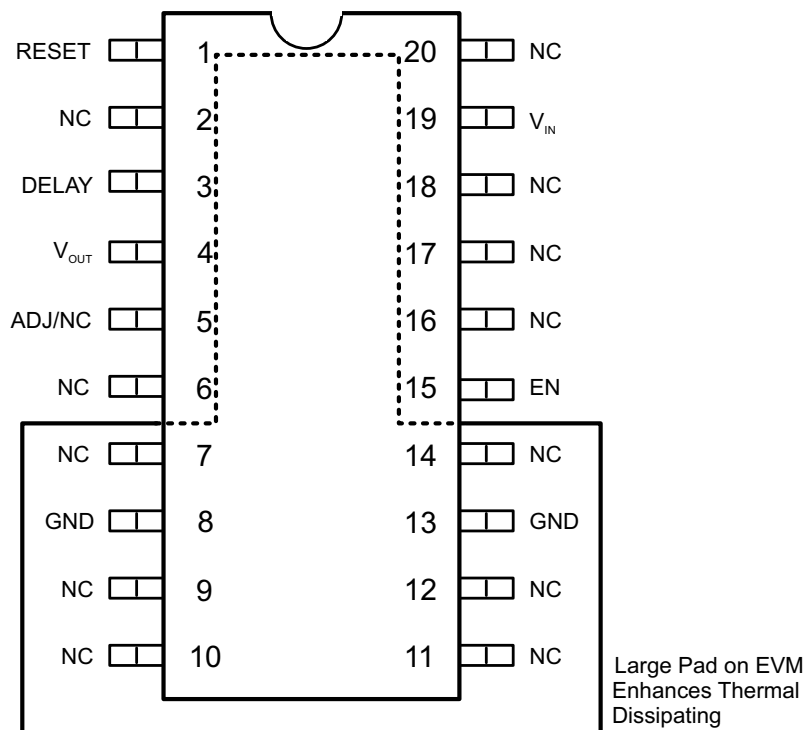 RESET 1 20 NC
NC 2 19 V_IN
DELAY 3 18 NC
V_OUT 4 17 NC
ADJ/NC 5 16 NC
NC 6 15 EN
NC 7 14 NC
GND 8 13 GND
NC 9 12 NC
NC 10 11 NC
Large Pad on EVM
Enhances Thermal
Dissipating